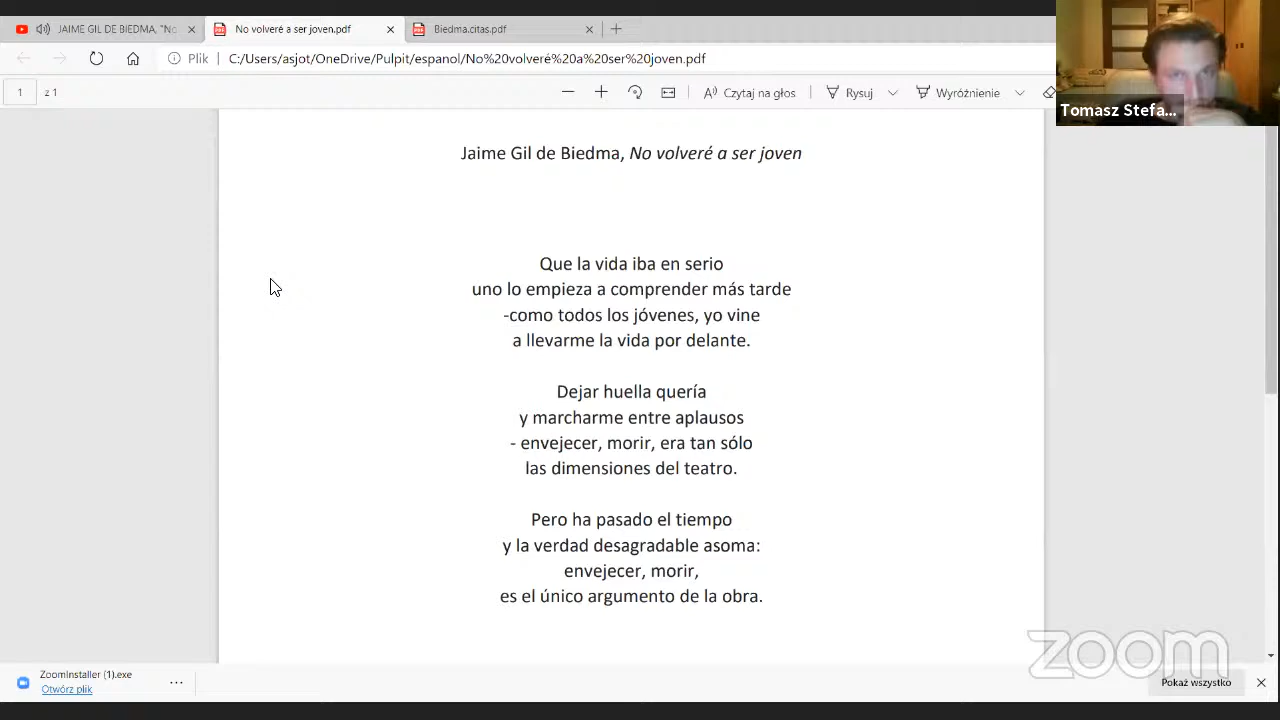 JAIME GIL DE BIEDMA, "No
No volveré a ser joven.pdf
Biedma.citas.pdf
Plik
C:/Users/asjot/OneDrive/Pulpit/espanol/No%20volveré%20a%20ser%20joven.pdf
1 z 1
Czytaj na głos
Rysuj
Wyróżnienie
Tomasz Stefa...
Jaime Gil de Biedma, No volveré a ser joven
Que la vida iba en serio
uno lo empieza a comprender más tarde
-como todos los jóvenes, yo vine
a llevarme la vida por delante.
Dejar huella quería
y marcharme entre aplausos
- envejecer, morir, era tan sólo
las dimensiones del teatro.
Pero ha pasado el tiempo
y la verdad desagradable asoma:
envejecer, morir,
es el único argumento de la obra.
zoom
ZoomInstaller (1).exe
Otwórz plik
Pokaż wszystko